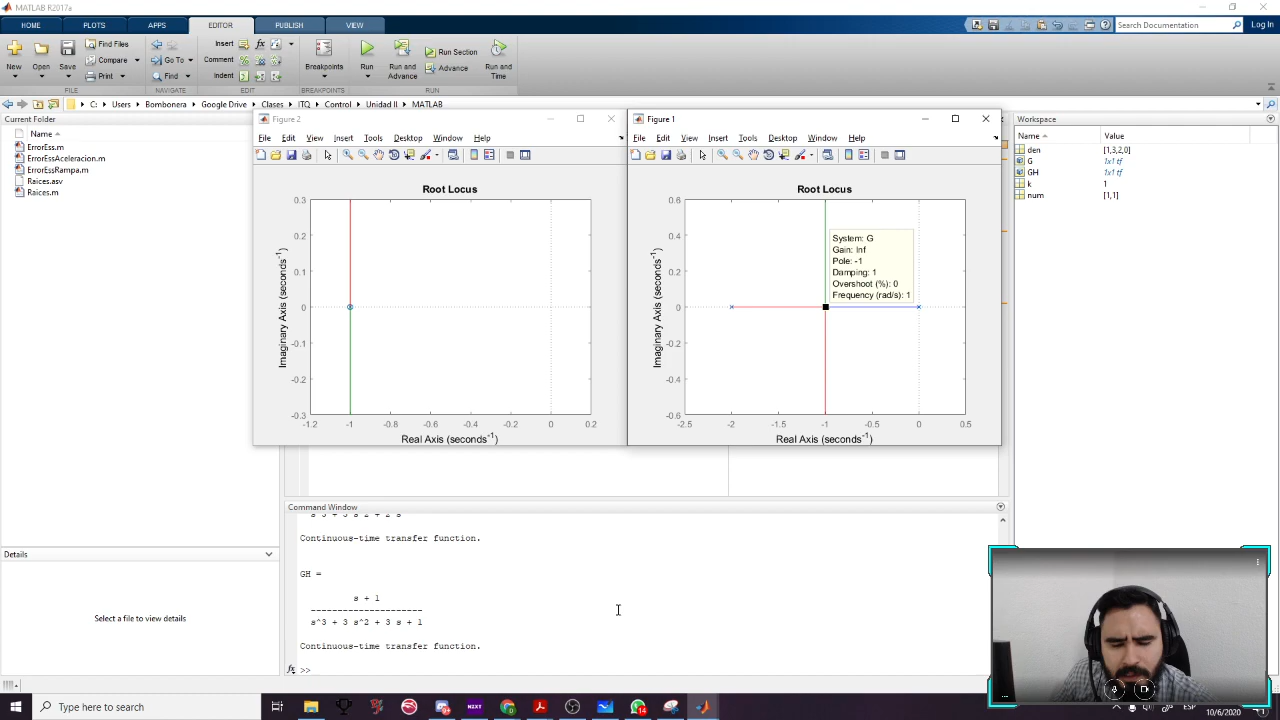 MATLAB R2017a
HOME PLOTS APPS EDITOR PUBLISH VIEW Search Documentation Log In
New Open Save Find Files Compare Print Insert Comment Indent fx Go To Find Breakpoints Run Run and Advance Run Section Advance Run and Time
FILE NAVIGATE EDIT BREAKPOINTS RUN
C: Users Bombonera Google Drive Clases ITQ Control Unidad II MATLAB
Current Folder
Name
ErrorEss.m
ErrorEssAceleracion.m
ErrorEssRampa.m
Raices.asv
Raices.m
Details
Select a file to view details
Figure 2
File Edit View Insert Tools Desktop Window Help
Root Locus
0.3
0.2
0.1
0
-0.1
-0.2
-0.3
-1.2 -1 -0.8 -0.6 -0.4 -0.2 0 0.2
Imaginary Axis (seconds-1)
Real Axis (seconds-1)
Figure 1
File Edit View Insert Tools Desktop Window Help
Root Locus
0.6
0.4
0.2
0
-0.2
-0.4
-0.6
-2.5 -2 -1.5 -1 -0.5 0 0.5
Imaginary Axis (seconds-1)
Real Axis (seconds-1)
System: G
Gain: Inf
Pole: -1
Damping: 1
Overshoot (%): 0
Frequency (rad/s): 1
Workspace
Name Value
den [1,3,2,0]
G 1x1 tf
GH 1x1 tf
k 1
num [1,1]
Command Window
s^3 + 3 s^2 + 2 s
Continuous-time transfer function.
GH =
s + 1
---------------------
s^3 + 3 s^2 + 3 s + 1
Continuous-time transfer function.
fx >>
Type here to search
N3XT
14
ESP
10/6/2020